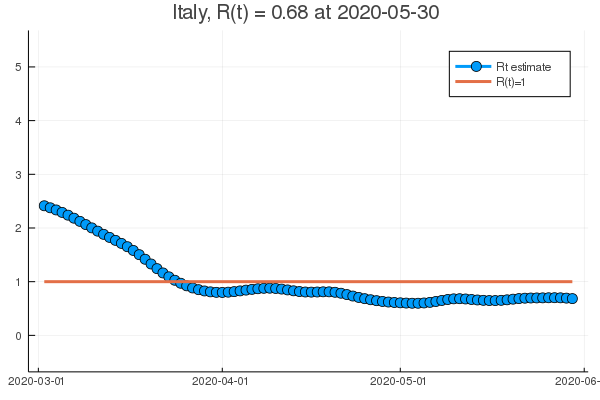 Italy, R(t) = 0.68 at 2020-05-30
5
Rt estimate
R(t)=1
4
3
2
1
0
2020-03-01 2020-04-01 2020-05-01 2020-06-